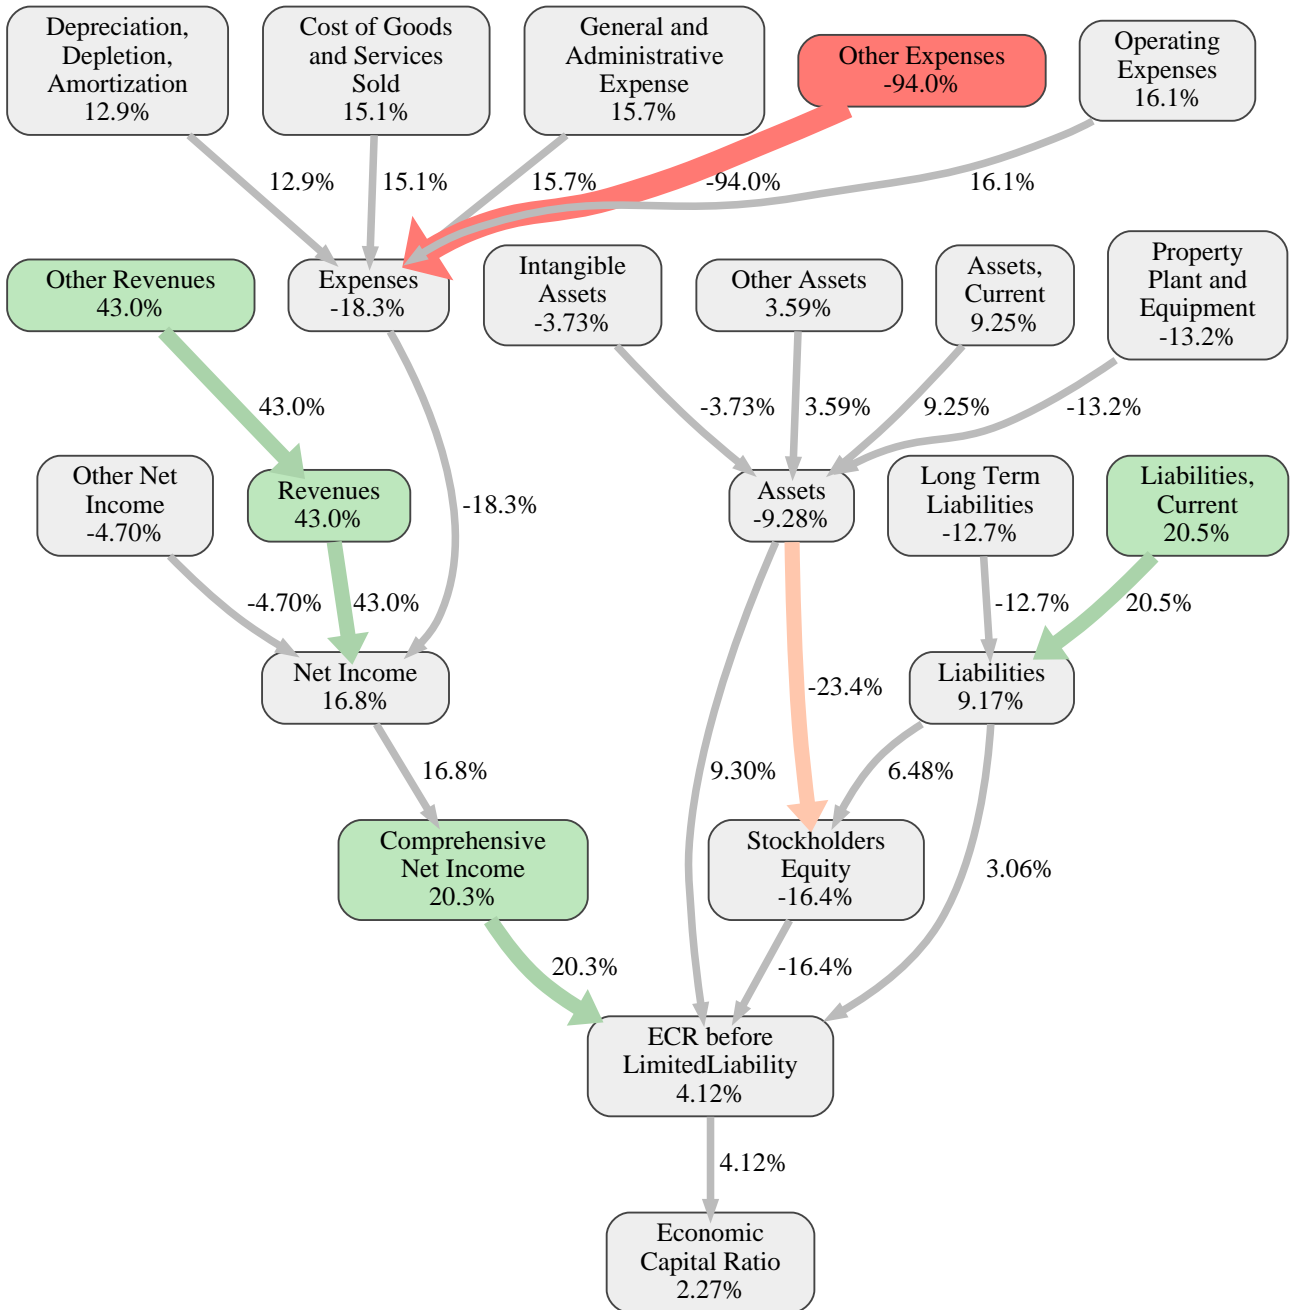 Depreciation,
Depletion,
Amortization
12.9%
Cost of Goods
and Services
Sold
15.1%
General and
Administrative
Expense
15.7%
Other Expenses
-94.0%
Operating
Expenses
16.1%
12.9%
15.1%
15.7%
-94.0%
16.1%
Other Revenues
43.0%
Expenses
-18.3%
Intangible
Assets
-3.73%
Other Assets
3.59%
Assets,
Current
9.25%
Property
Plant and
Equipment
-13.2%
43.0%
-3.73%
3.59%
9.25%
-13.2%
Other Net
Income
-4.70%
Revenues
43.0%
-18.3%
Assets
-9.28%
Long Term
Liabilities
-12.7%
Liabilities,
Current
20.5%
-4.70%
43.0%
-12.7%
20.5%
Net Income
16.8%
-23.4%
Liabilities
9.17%
16.8%
9.30%
6.48%
Comprehensive
Net Income
20.3%
Stockholders
Equity
-16.4%
3.06%
20.3%
-16.4%
ECR before
LimitedLiability
4.12%
4.12%
Economic
Capital Ratio
2.27%